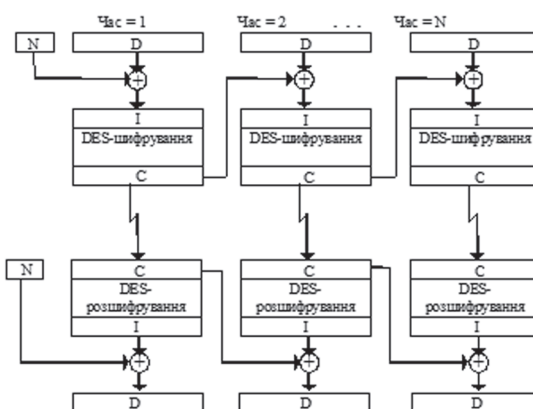 Час = 1 Час = 2 . . . Час = N
N D D D
I I I
DES-шифрування DES-шифрування DES-шифрування
C C C
N C C C
DES- DES- DES-
розшифрування розшифрування розшифрування
I I I
D D D